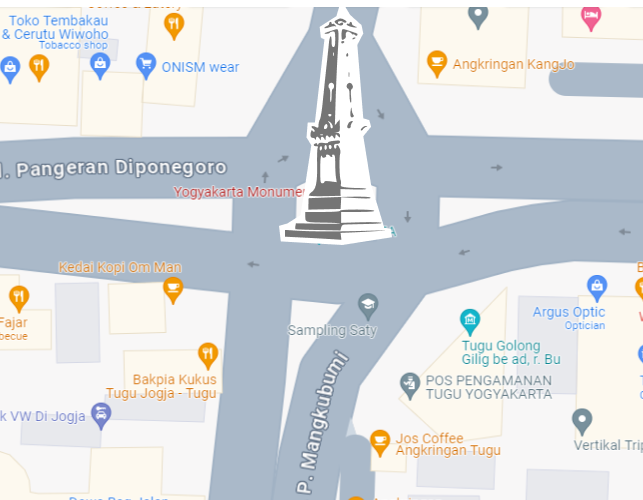 Toko Tembakau
& Cerutu Wiwoho
Tobacco shop
ONISM wear
Angkringan KangJo
J. Pangeran Diponegoro
Yogyakarta Monumen
Kedai Kopi Om Man
Fajar
becue
Sampling Saty
Argus Optic
Optician
Tugu Golong
Gilig be ad, r. Bu
Bakpia Kukus
Tugu Jogja - Tugu
POS PENGAMANAN
TUGU YOGYAKARTA
k VW Di Jogja
P. Mangkubumi
Jos Coffee
Angkringan Tugu
Vertikal Trip